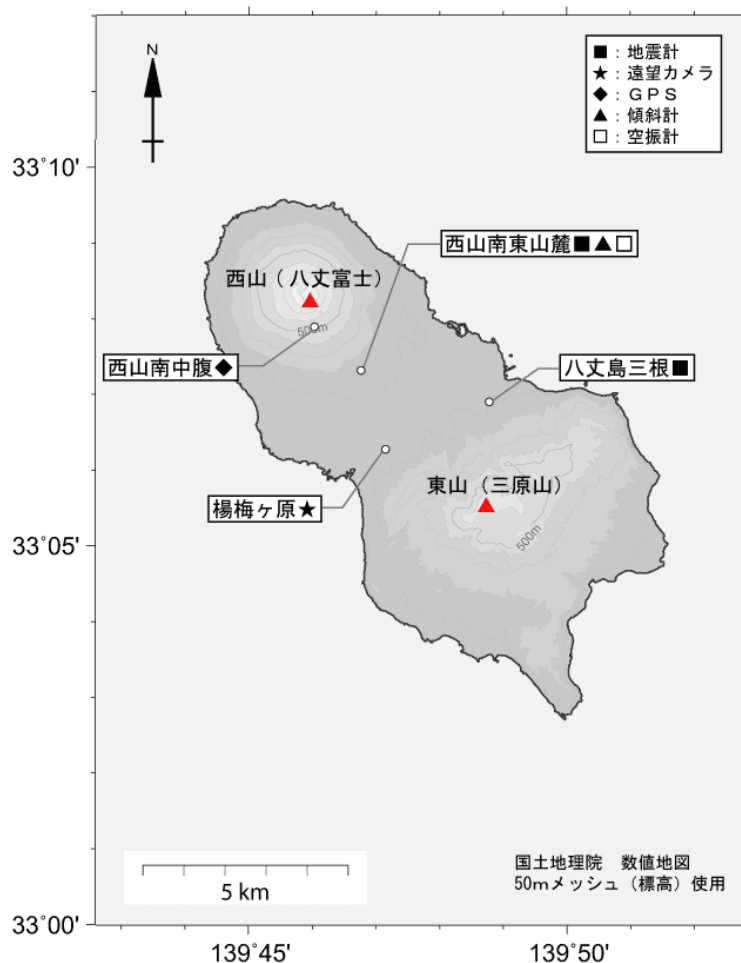 N
■：地震計
★：遠望カメラ
◆：ＧＰＳ
▲：傾斜計
□：空振計
33˚10'
西山南東山麓■▲□
西山（八丈富士）
500m
西山南中腹◆
八丈島三根■
東山（三原山）
楊梅ヶ原★
500m
33˚05'
5 km
国土地理院　数値地図
50mメッシュ（標高）使用
33˚00'
139˚45'
139˚50'